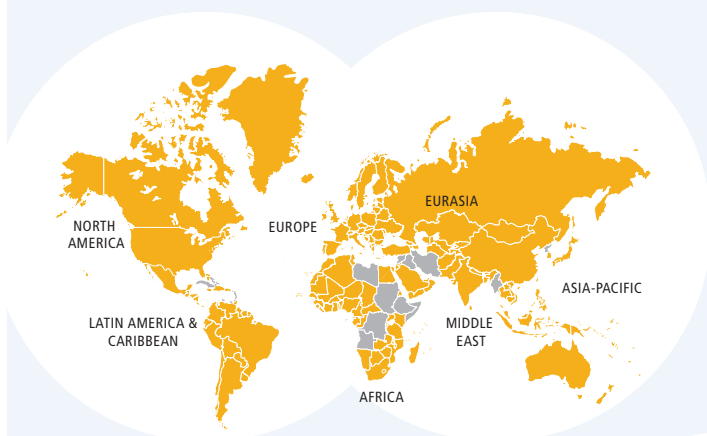 EURASIA
NORTH
AMERICA
EUROPE
ASIA-PACIFIC
LATIN AMERICA &
CARIBBEAN
MIDDLE
EAST
AFRICA